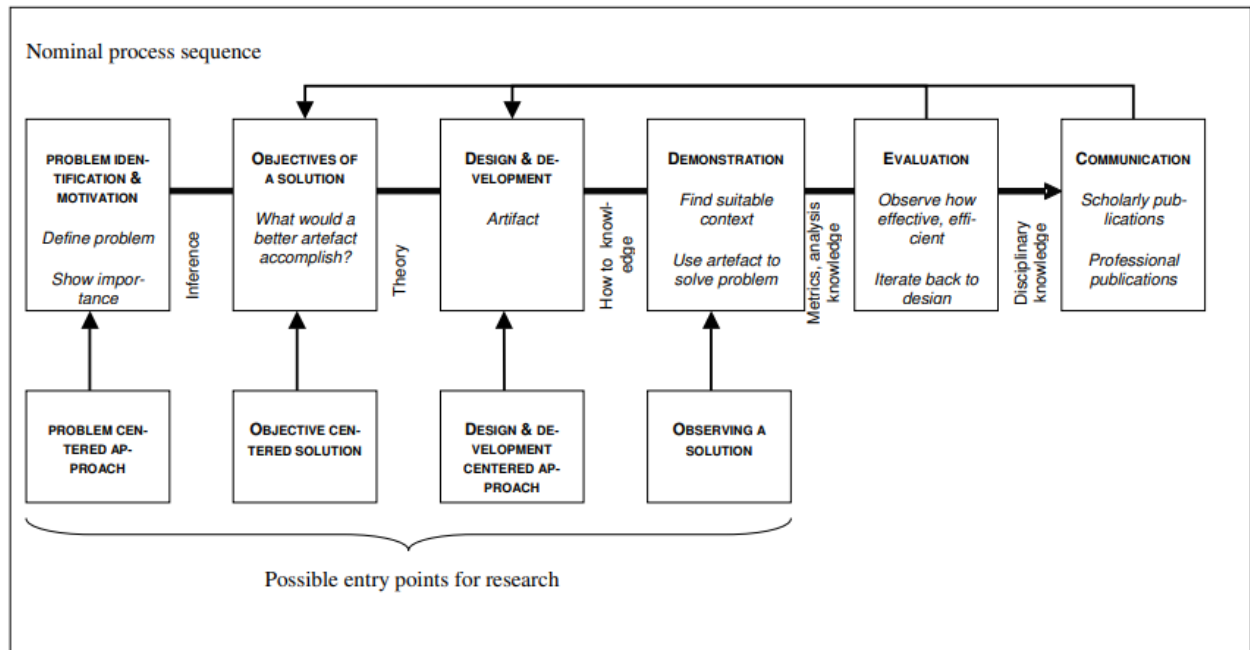 Nominal process sequence
PROBLEM IDEN-
TIFICATION &
MOTIVATION
Define problem
Show impor-
tance
Inference
OBJECTIVES OF
A SOLUTION
What would a
better artefact
accomplish?
Theory
DESIGN & DE-
VELOPMENT
Artifact
How to knowl-
edge
DEMONSTRATION
Find suitable
context
Use artefact to
solve problem
Metrics, analysis
knowledge
EVALUATION
Observe how
effective, effi-
cient
Iterate back to
design
Disciplinary
knowledge
COMMUNICATION
Scholarly pub-
lications
Professional
publications
PROBLEM CEN-
TERED AP-
PROACH
OBJECTIVE CEN-
TERED SOLUTION
DESIGN & DE-
VELOPMENT
CENTERED AP-
PROACH
OBSERVING A
SOLUTION
Possible entry points for research